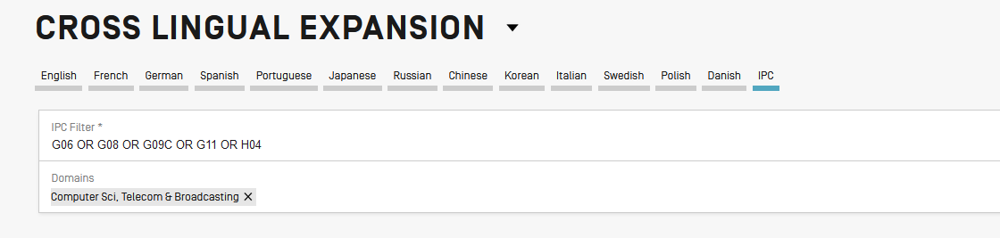 CROSS LINGUAL EXPANSION
English French German Spanish Portuguese Japanese Russian Chinese Korean Italian Swedish Polish Danish IPC
IPC Filter *
G06 OR G08 OR G09C OR G11 OR H04
Domains
Computer Sci, Telecom & Broadcasting ✕